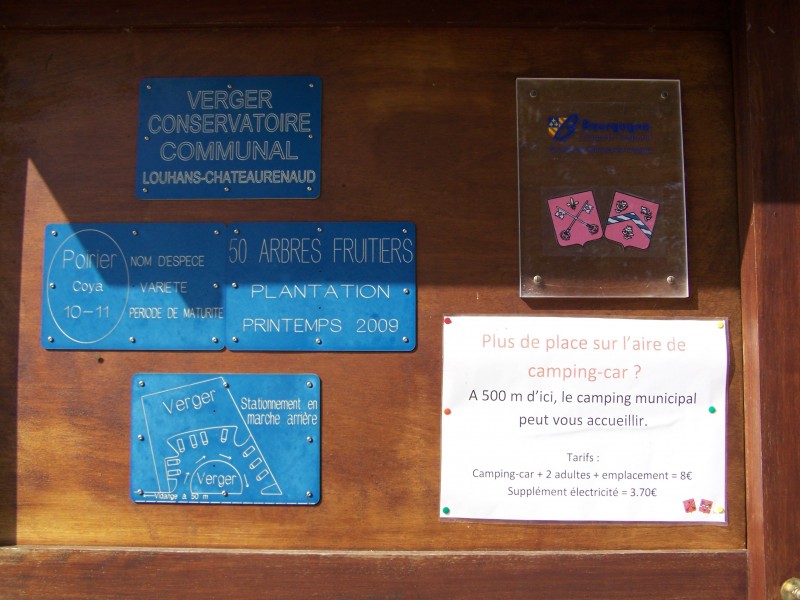 VERGER
CONSERVATOIRE
COMMUNAL
LOUHANS-CHATEAURENAUD
Poirier
Coya
10-11
NOM D'ESPECE
VARIETE
PERIODE DE MATURITE
50 ARBRES FRUITIERS
PLANTATION
PRINTEMPS 2009
Verger
Stationnement en
marche arrière
Verger
Vidange à 50 m
Bourgogne
Plus de place sur l'aire de
camping-car ?
A 500 m d'ici, le camping municipal
peut vous accueillir.
Tarifs :
Camping-car + 2 adultes + emplacement = 8€
Supplément électricité = 3.70€